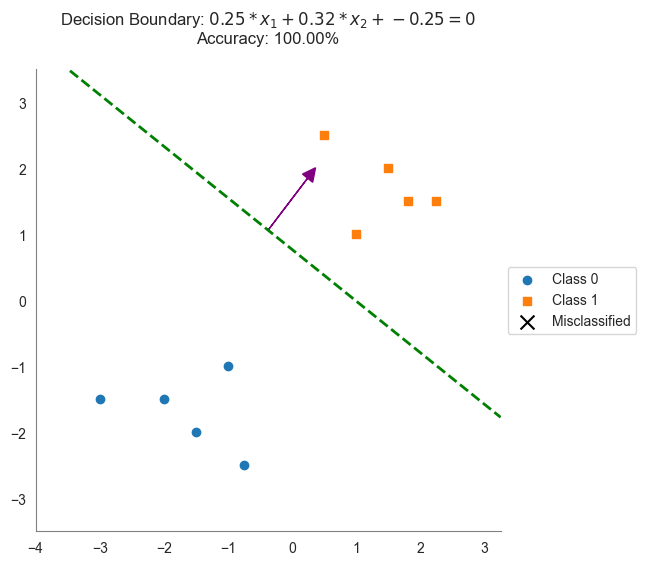 Decision Boundary: 0.25 * x₁ + 0.32 * x₂ + −0.25 = 0
Accuracy: 100.00%
3
2
1
0
−1
−2
−3
−4 −3 −2 −1 0 1 2 3
Class 0
Class 1
Misclassified